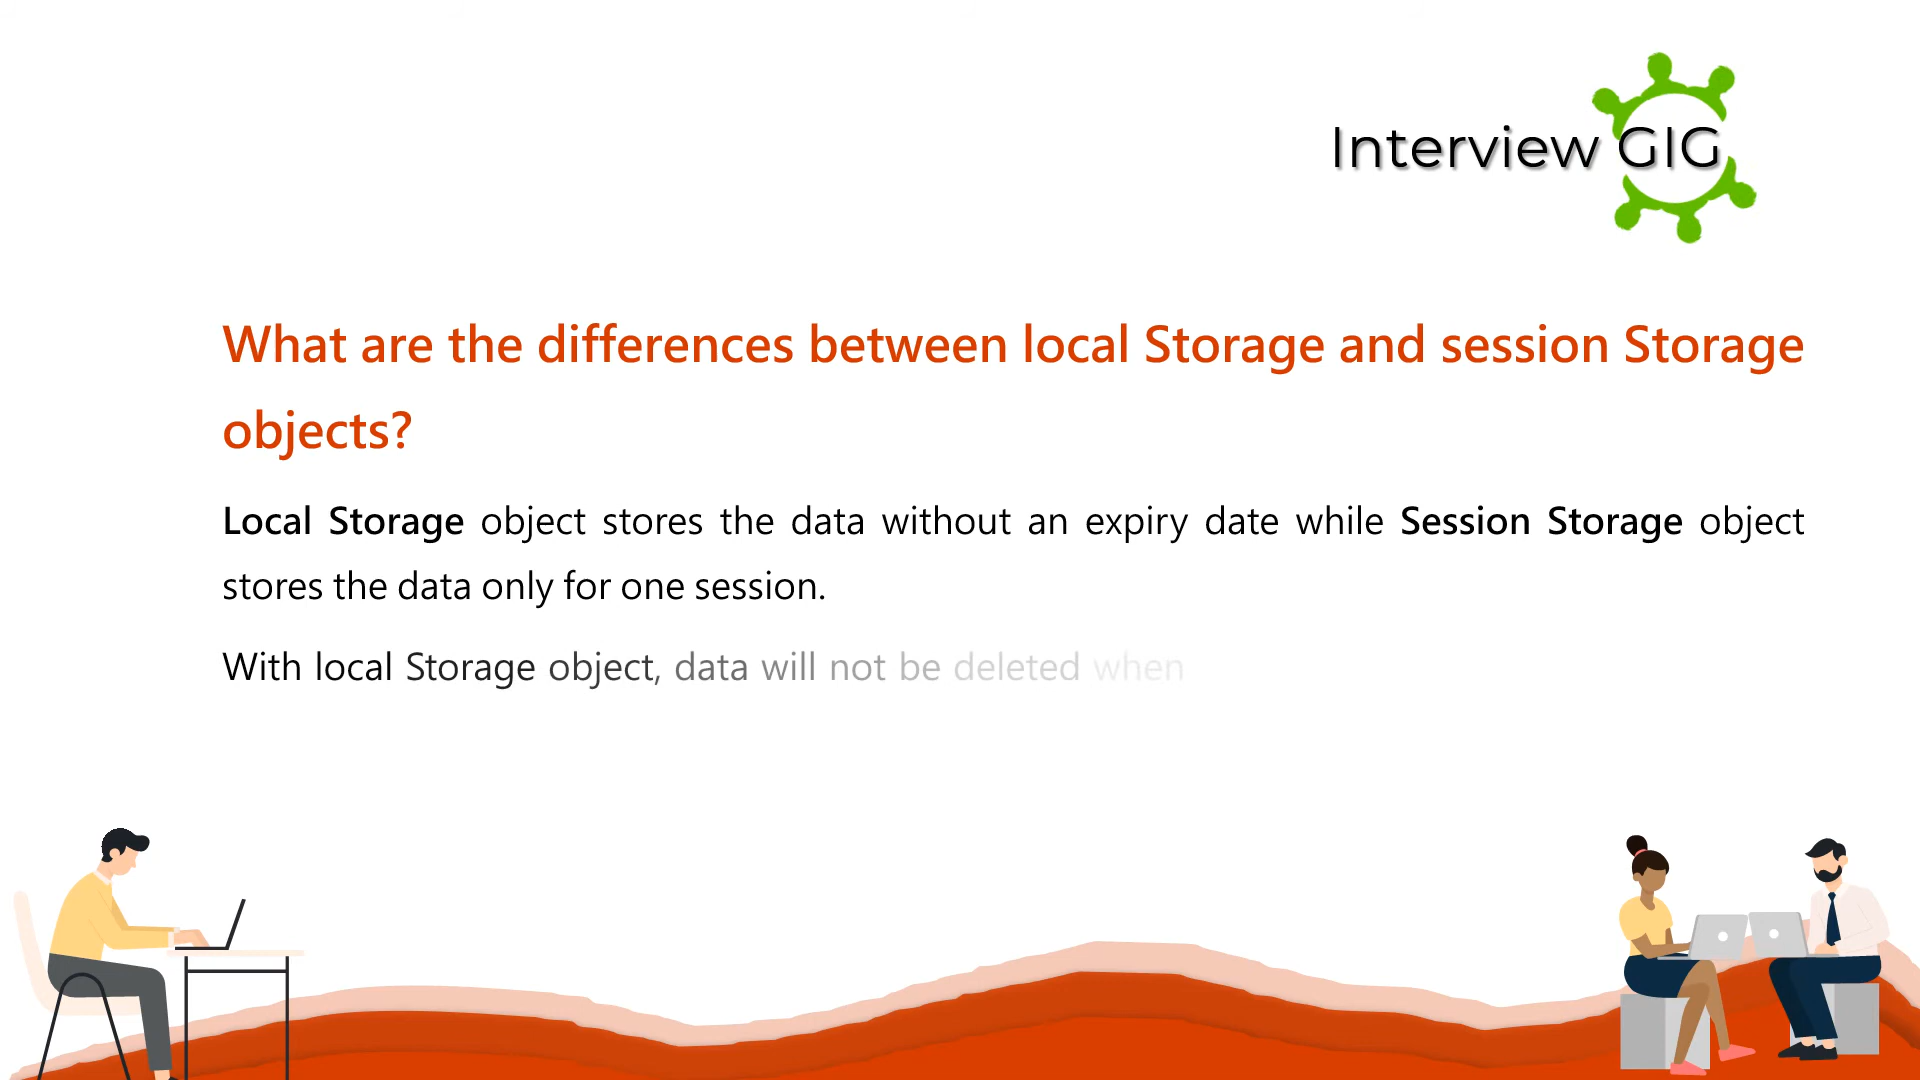 Interview GIG
What are the differences between local Storage and session Storage
objects?
Local Storage object stores the data without an expiry date while Session Storage object
stores the data only for one session.
With local Storage object, data will not be deleted when